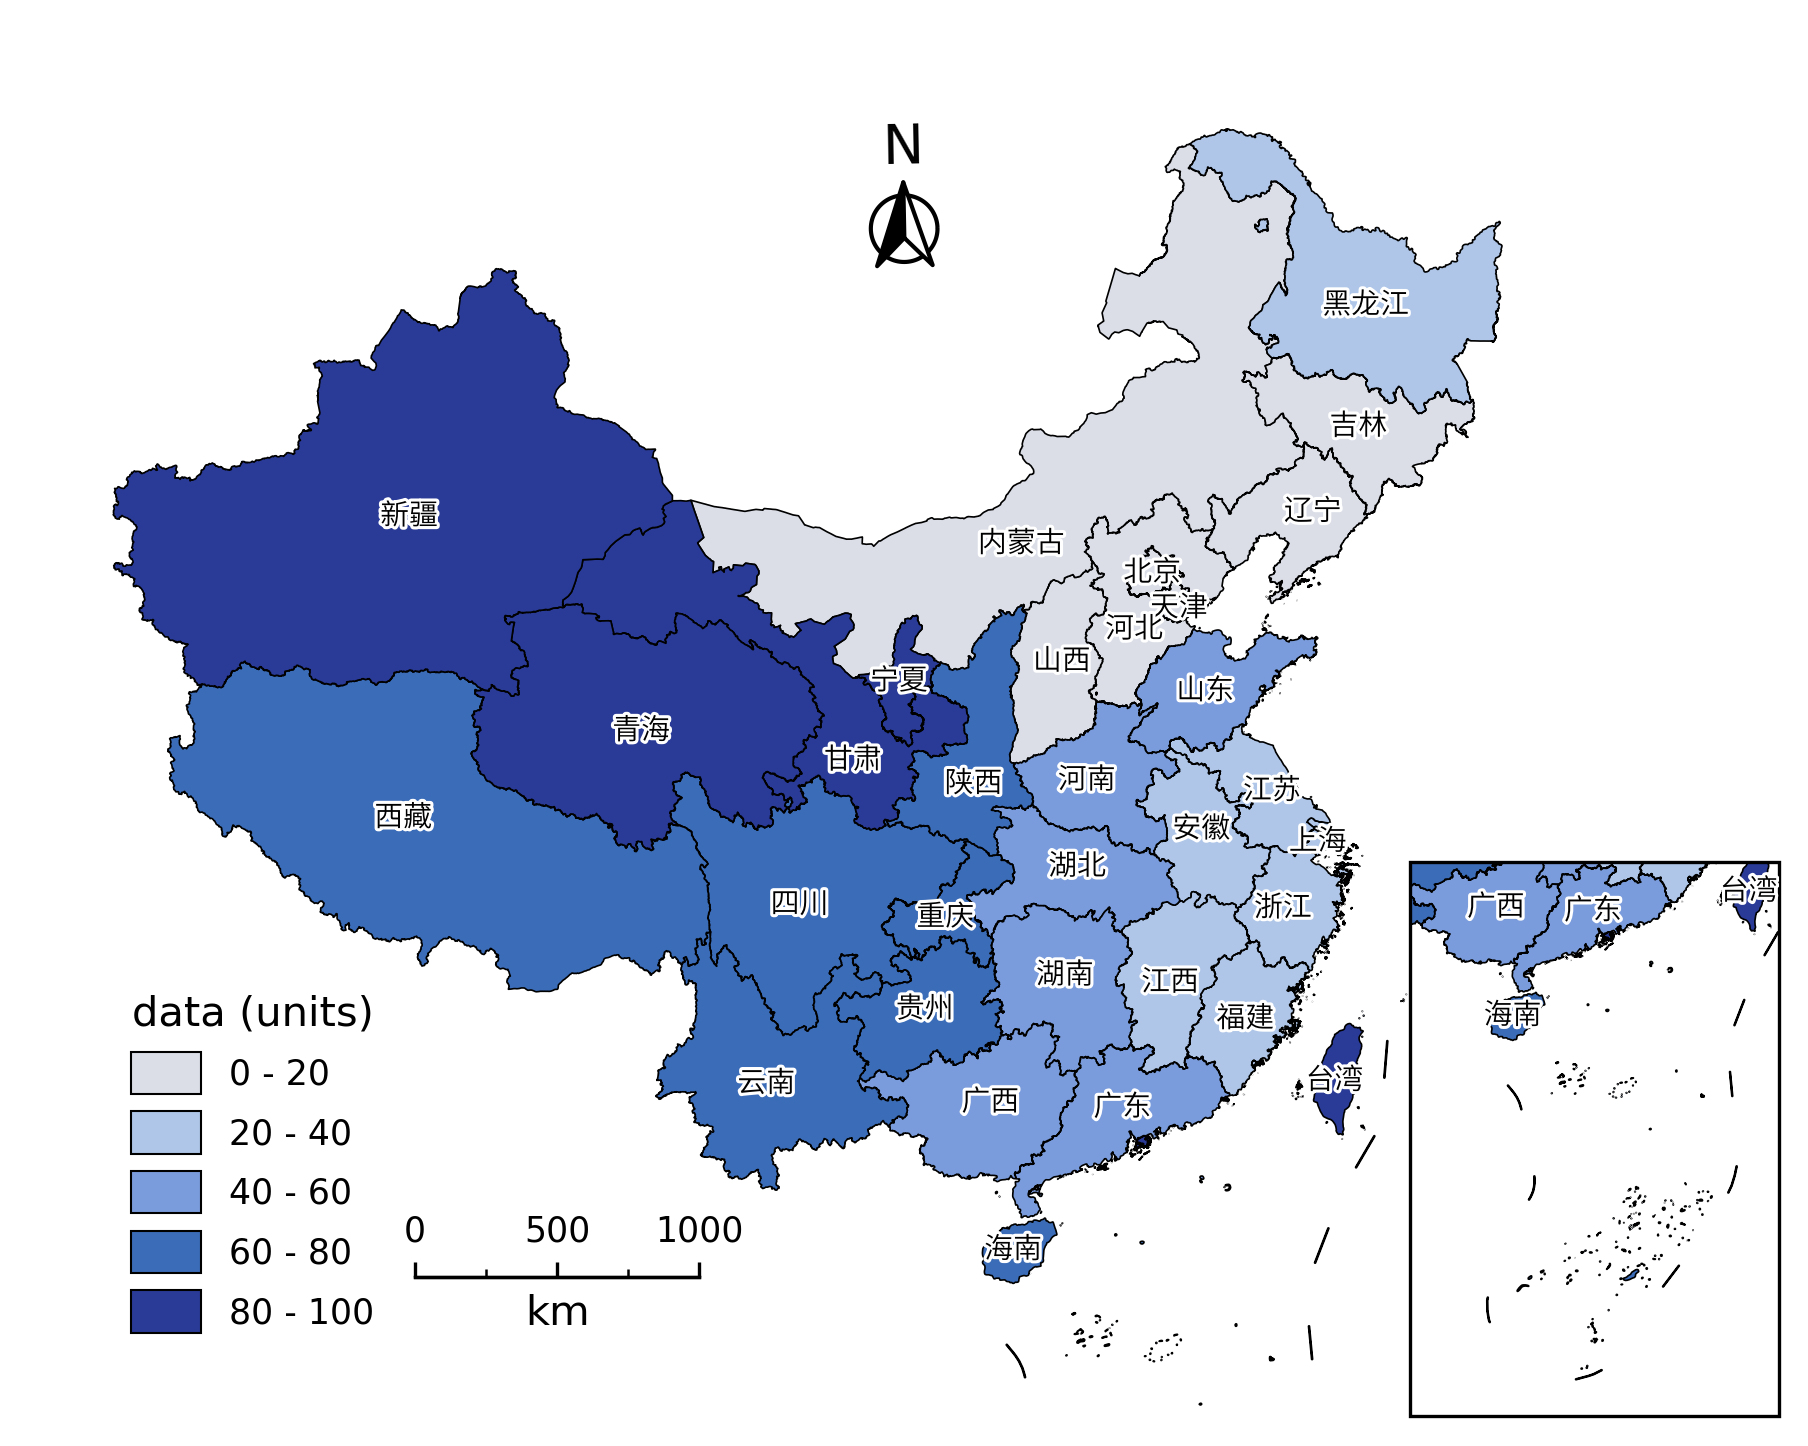 N
黑龙江
吉林
辽宁
新疆
内蒙古
北京
天津
河北
山西
宁夏
山东
青海
甘肃
陕西
河南
江苏
西藏
安徽
上海
湖北
四川
重庆
浙江
湖南
江西
贵州
福建
云南
广西
广东
台湾
海南
广西
广东
台湾
海南
data (units)
0 - 20
20 - 40
40 - 60
60 - 80
80 - 100
0 500 1000
km